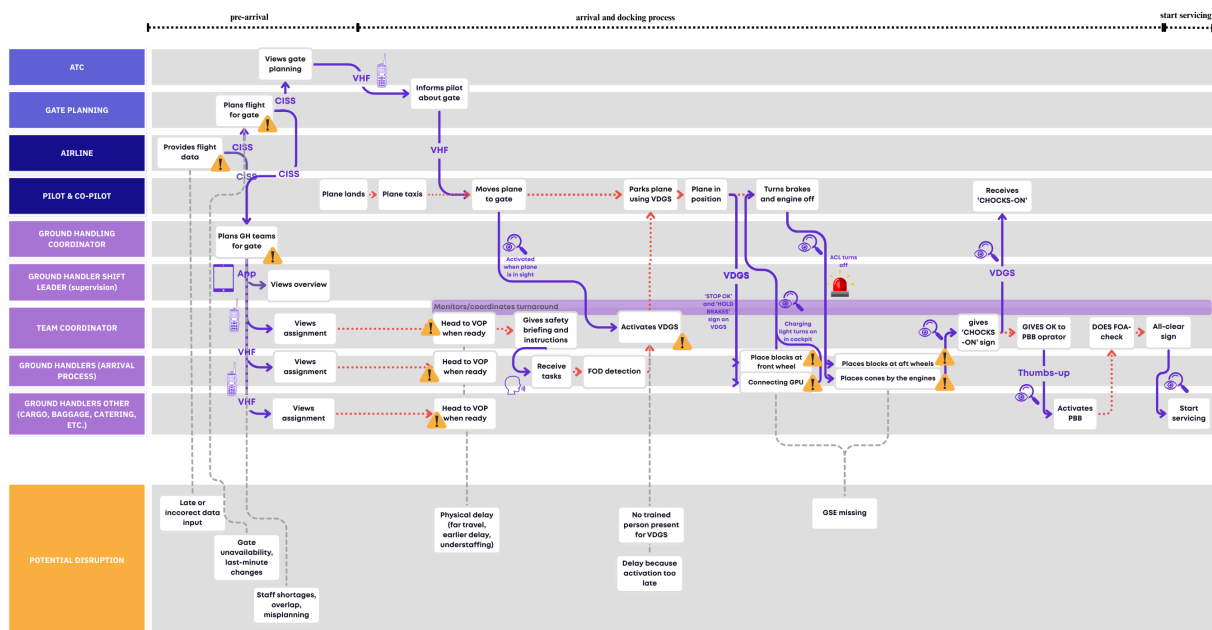 pre-arrival
arrival and docking process
start servicing
ATC
Views gate
planning
VHF
CISS
Informs pilot
about gate
GATE PLANNING
Plans flight
for gate
AIRLINE
Provides flight
data
CISS
CISS
CISS
VHF
PILOT & CO-PILOT
Plane lands
Plane taxis
Moves plane
to gate
Parks plane
using VDGS
Plane in
position
Turns brakes
and engine off
Receives
'CHOCKS-ON'
GROUND HANDLING
COORDINATOR
Plans GH teams
for gate
Activated
when plane
is in sight
ACL turns
off
VDGS
VDGS
GROUND HANDLER SHIFT
LEADER (supervision)
App
Views overview
'STOP OK'
and 'HOLD
BRAKES'
sign on
VDGS
Monitors/coordinates turnaround
TEAM COORDINATOR
Views
assignment
Head to VOP
when ready
Gives safety
briefing and
instructions
Activates VDGS
Charging
light turns on
in cockpit
gives
'CHOCKS
-ON' sign
GIVES OK to
PBB oprator
DOES FOA-
check
All-clear
sign
VHF
GROUND HANDLERS (ARRIVAL
PROCESS)
Views
assignment
Head to VOP
when ready
Receive
tasks
FOD detection
Place blocks at
front wheel
Connecting GPU
Places blocks at aft wheels
Places cones by the engines
Thumbs-up
VHF
GROUND HANDLERS OTHER
(CARGO, BAGGAGE, CATERING,
ETC.)
Views
assignment
Head to VOP
when ready
Activates
PBB
Start
servicing
POTENTIAL DISRUPTION
Late or
inccorect data
input
Gate
unavailability,
last-minute
changes
Staff shortages,
overlap,
misplanning
Physical delay
(far travel,
earlier delay,
understaffing)
No trained
person present
for VDGS
Delay because
activation too
late
GSE missing